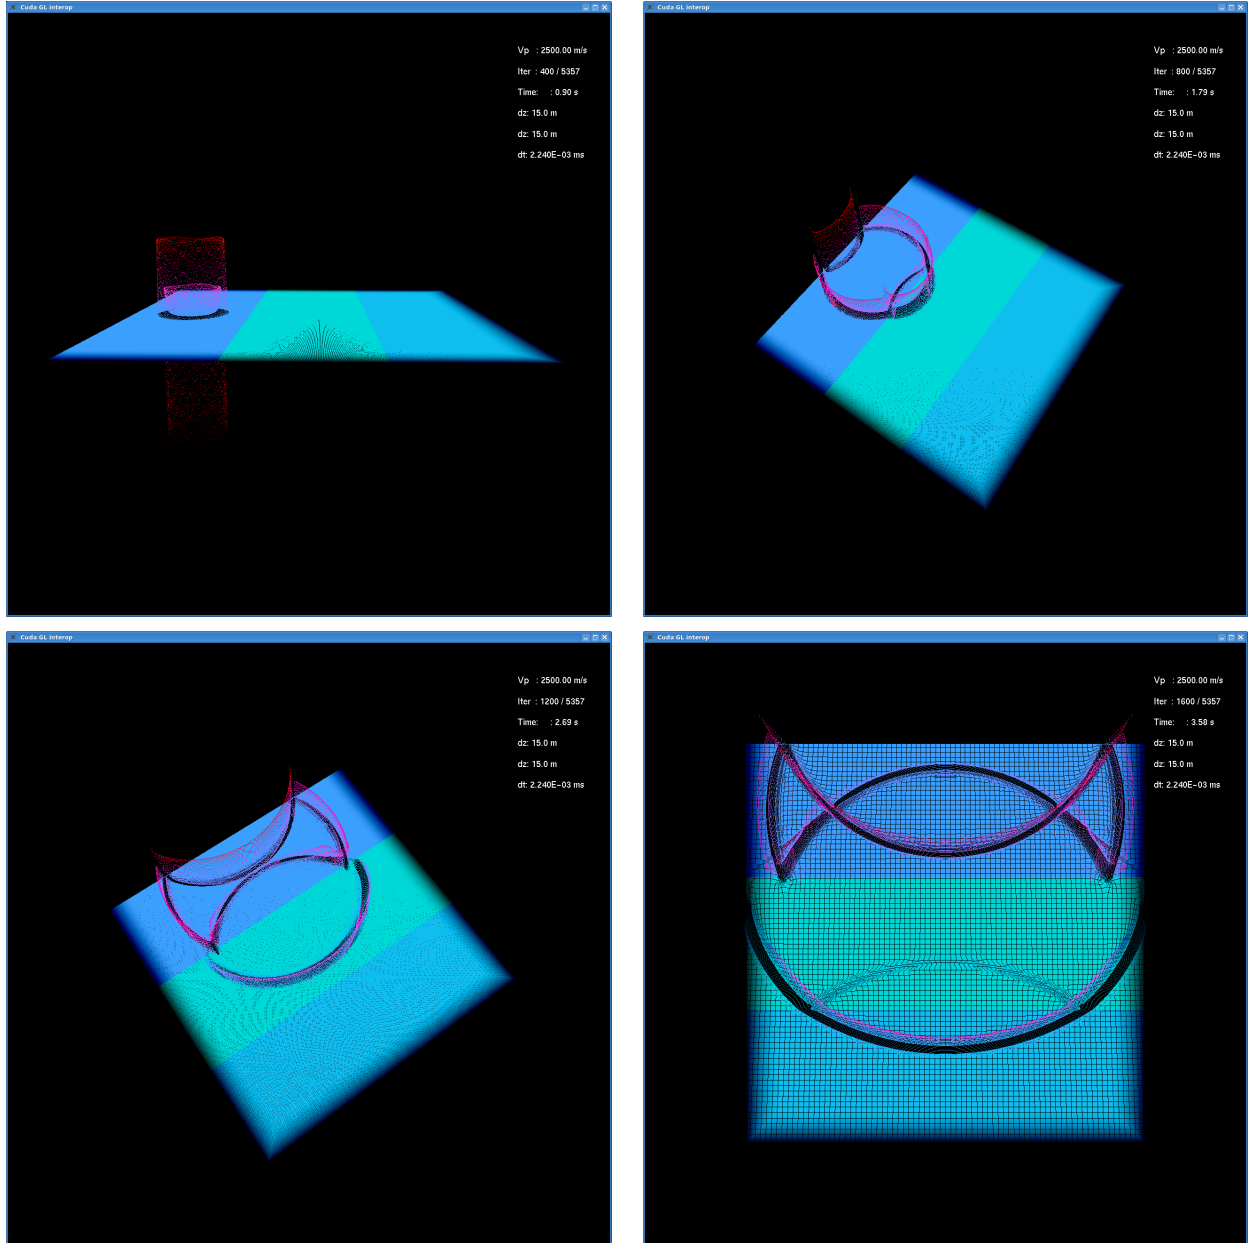 Cuda GL interop
Vp : 2500.00 m/s
Iter : 400 / 5357
Time: : 0.90 s
dz: 15.0 m
dz: 15.0 m
dt: 2.240E-03 ms
Cuda GL interop
Vp : 2500.00 m/s
Iter : 800 / 5357
Time: : 1.79 s
dz: 15.0 m
dz: 15.0 m
dt: 2.240E-03 ms
Cuda GL interop
Vp : 2500.00 m/s
Iter : 1200 / 5357
Time: : 2.69 s
dz: 15.0 m
dz: 15.0 m
dt: 2.240E-03 ms
Cuda GL interop
Vp : 2500.00 m/s
Iter : 1600 / 5357
Time: : 3.58 s
dz: 15.0 m
dz: 15.0 m
dt: 2.240E-03 ms